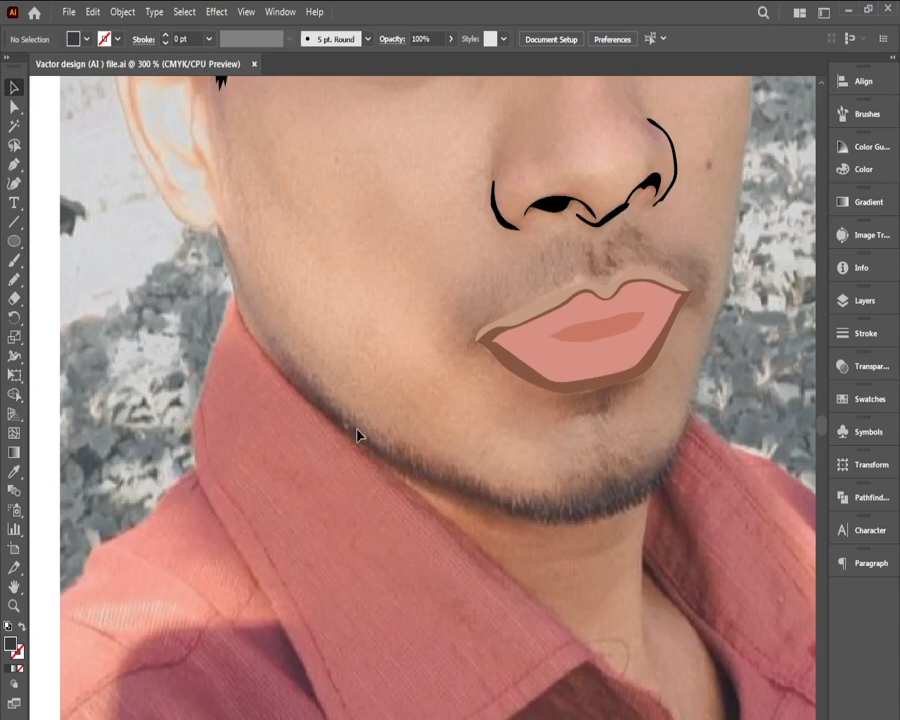 Ai File Edit Object Type Select Effect View Window Help
No Selection Stroke: 0 pt 5 pt. Round Opacity: 100% Style: Document Setup Preferences
Vactor design (AI ) file.ai @ 300 % (CMYK/CPU Preview) ×
Align
Brushes
Color Gu...
Color
Gradient
Image Tr...
Info
Layers
Stroke
Transpar...
Swatches
Symbols
Transform
Pathfind...
Character
Paragraph